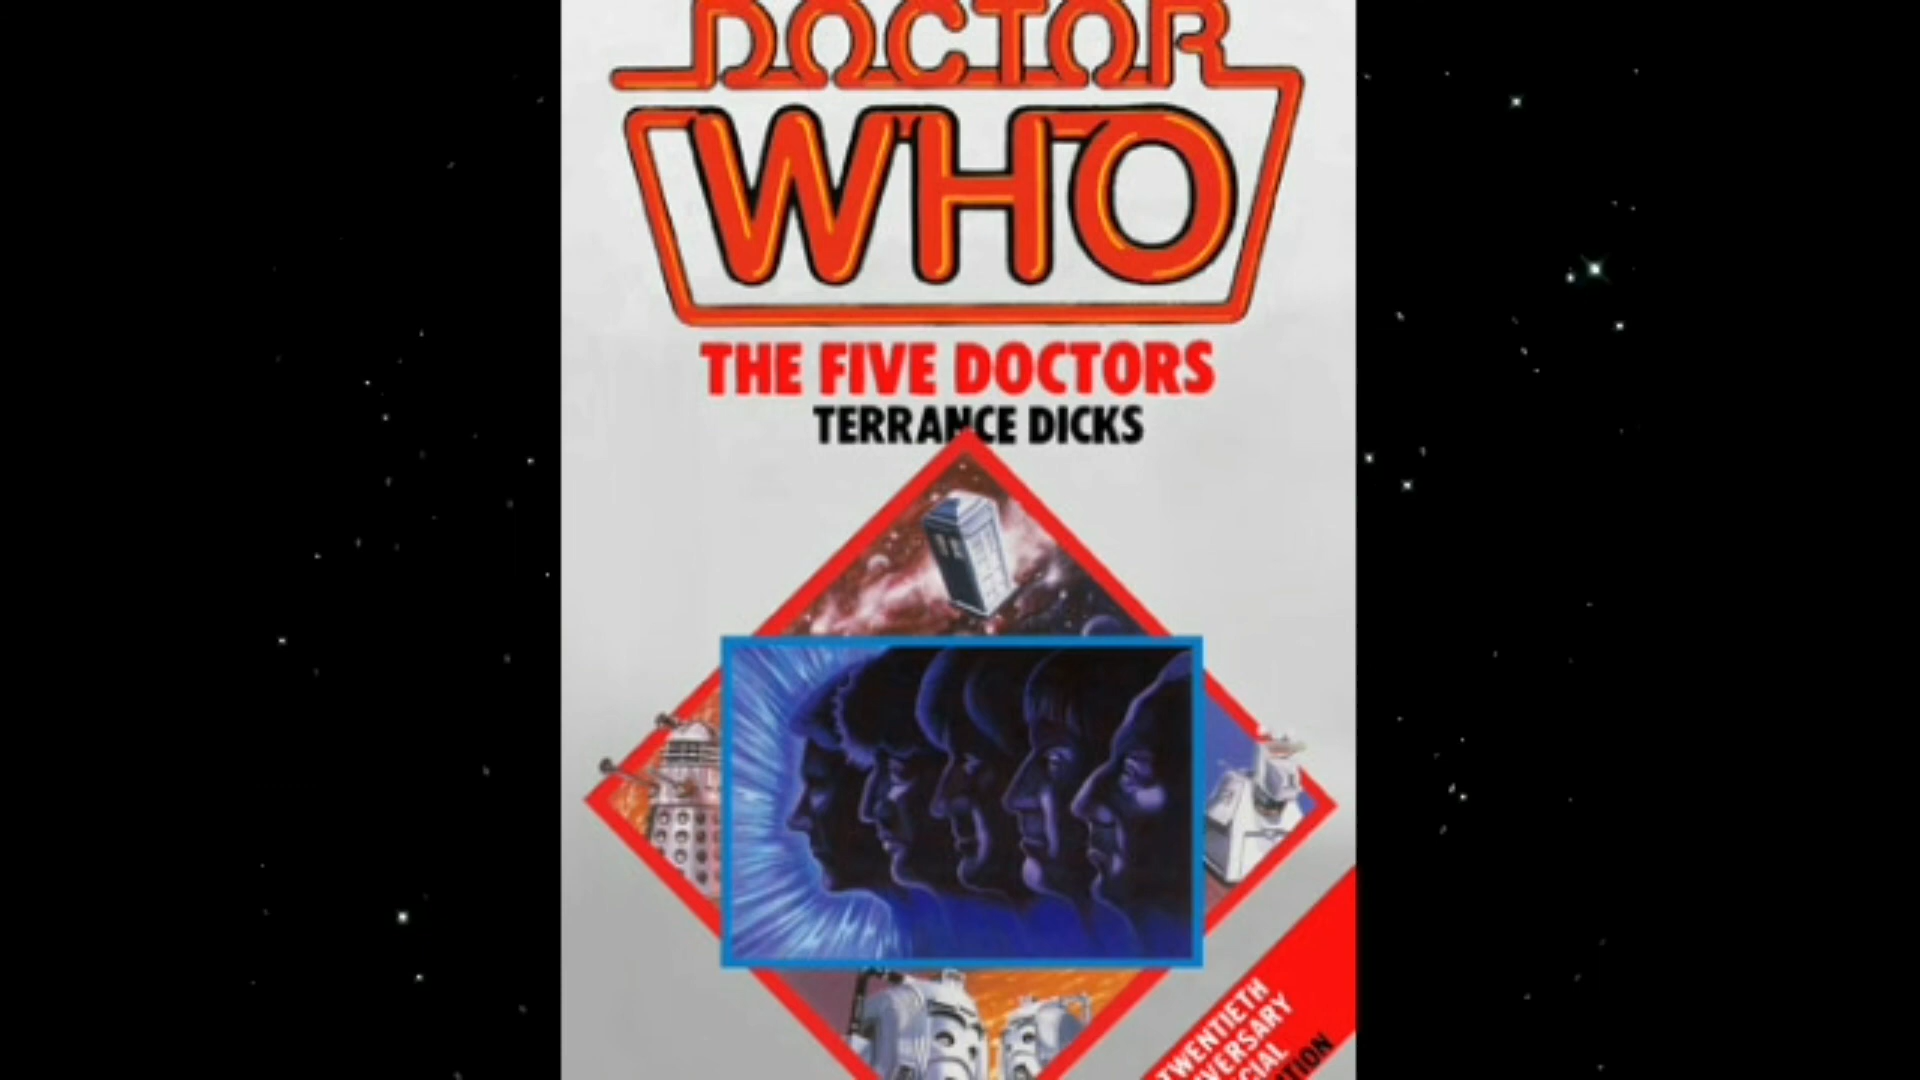 DOCTOR
WHO
THE FIVE DOCTORS
TERRANCE DICKS
TWENTIETH